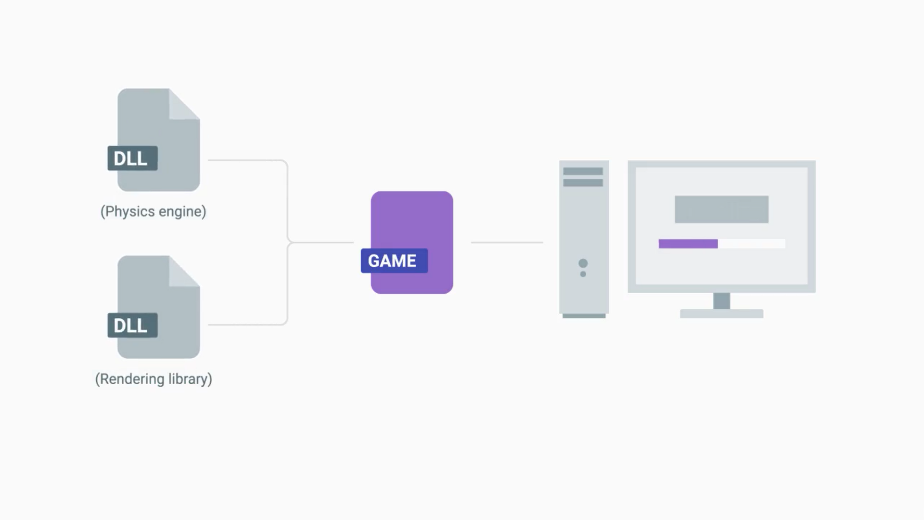 DLL
(Physics engine)
GAME
DLL
(Rendering library)